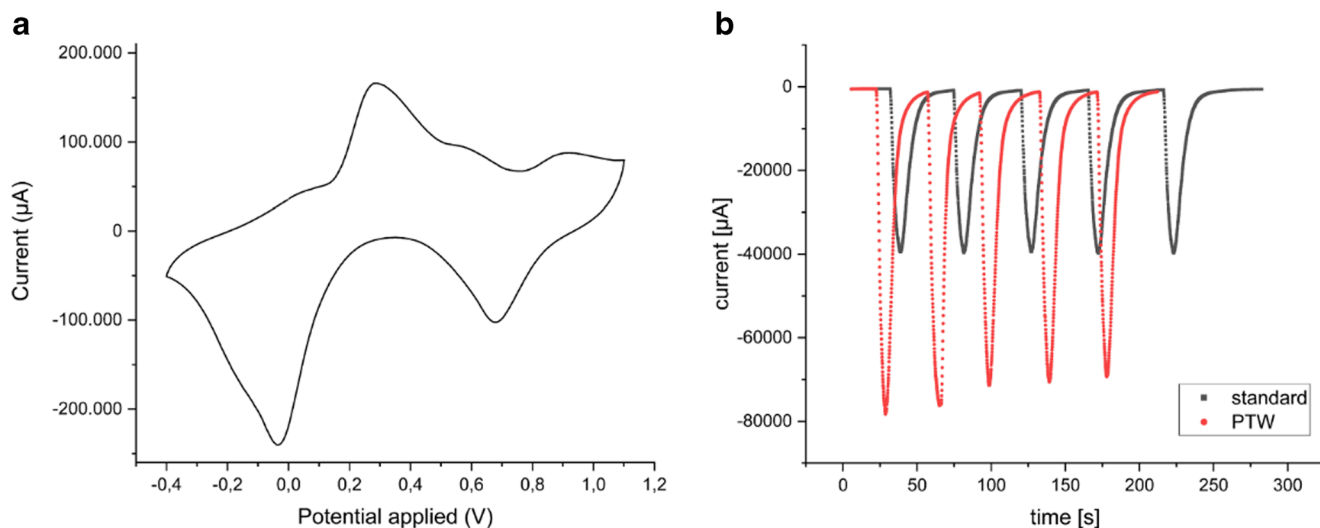 a
200.000
100.000
0
-100.000
-200.000
Current (µA)
-0,4 -0,2 0,0 0,2 0,4 0,6 0,8 1,0 1,2
Potential applied (V)
b
0
-20000
-40000
-60000
-80000
current [µA]
standard
PTW
0 50 100 150 200 250 300
time [s]